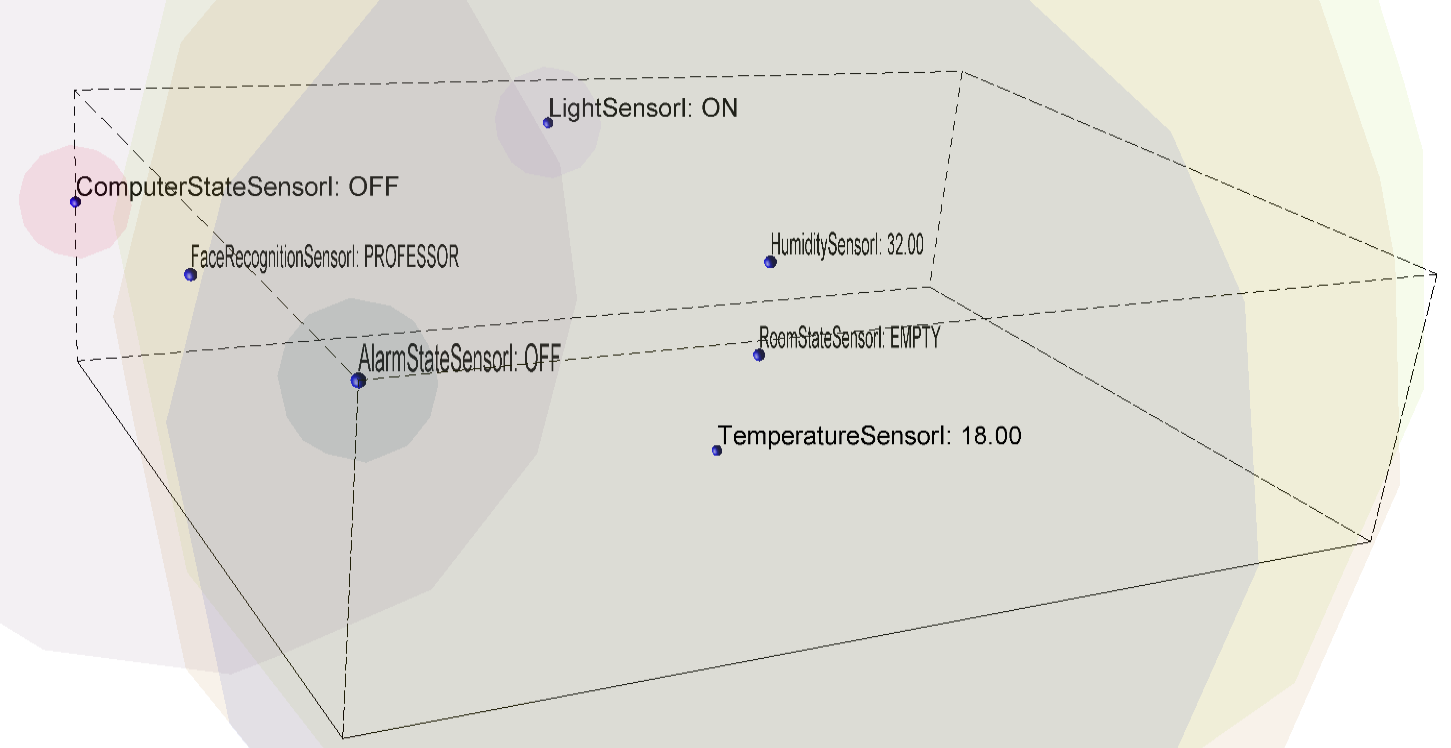 LightSensorI: ON
ComputerStateSensorI: OFF
FaceRecognitionSensorI: PROFESSOR
HumiditySensorI: 32.00
RoomStateSensorI: EMPTY
AlarmStateSensorI: OFF
TemperatureSensorI: 18.00